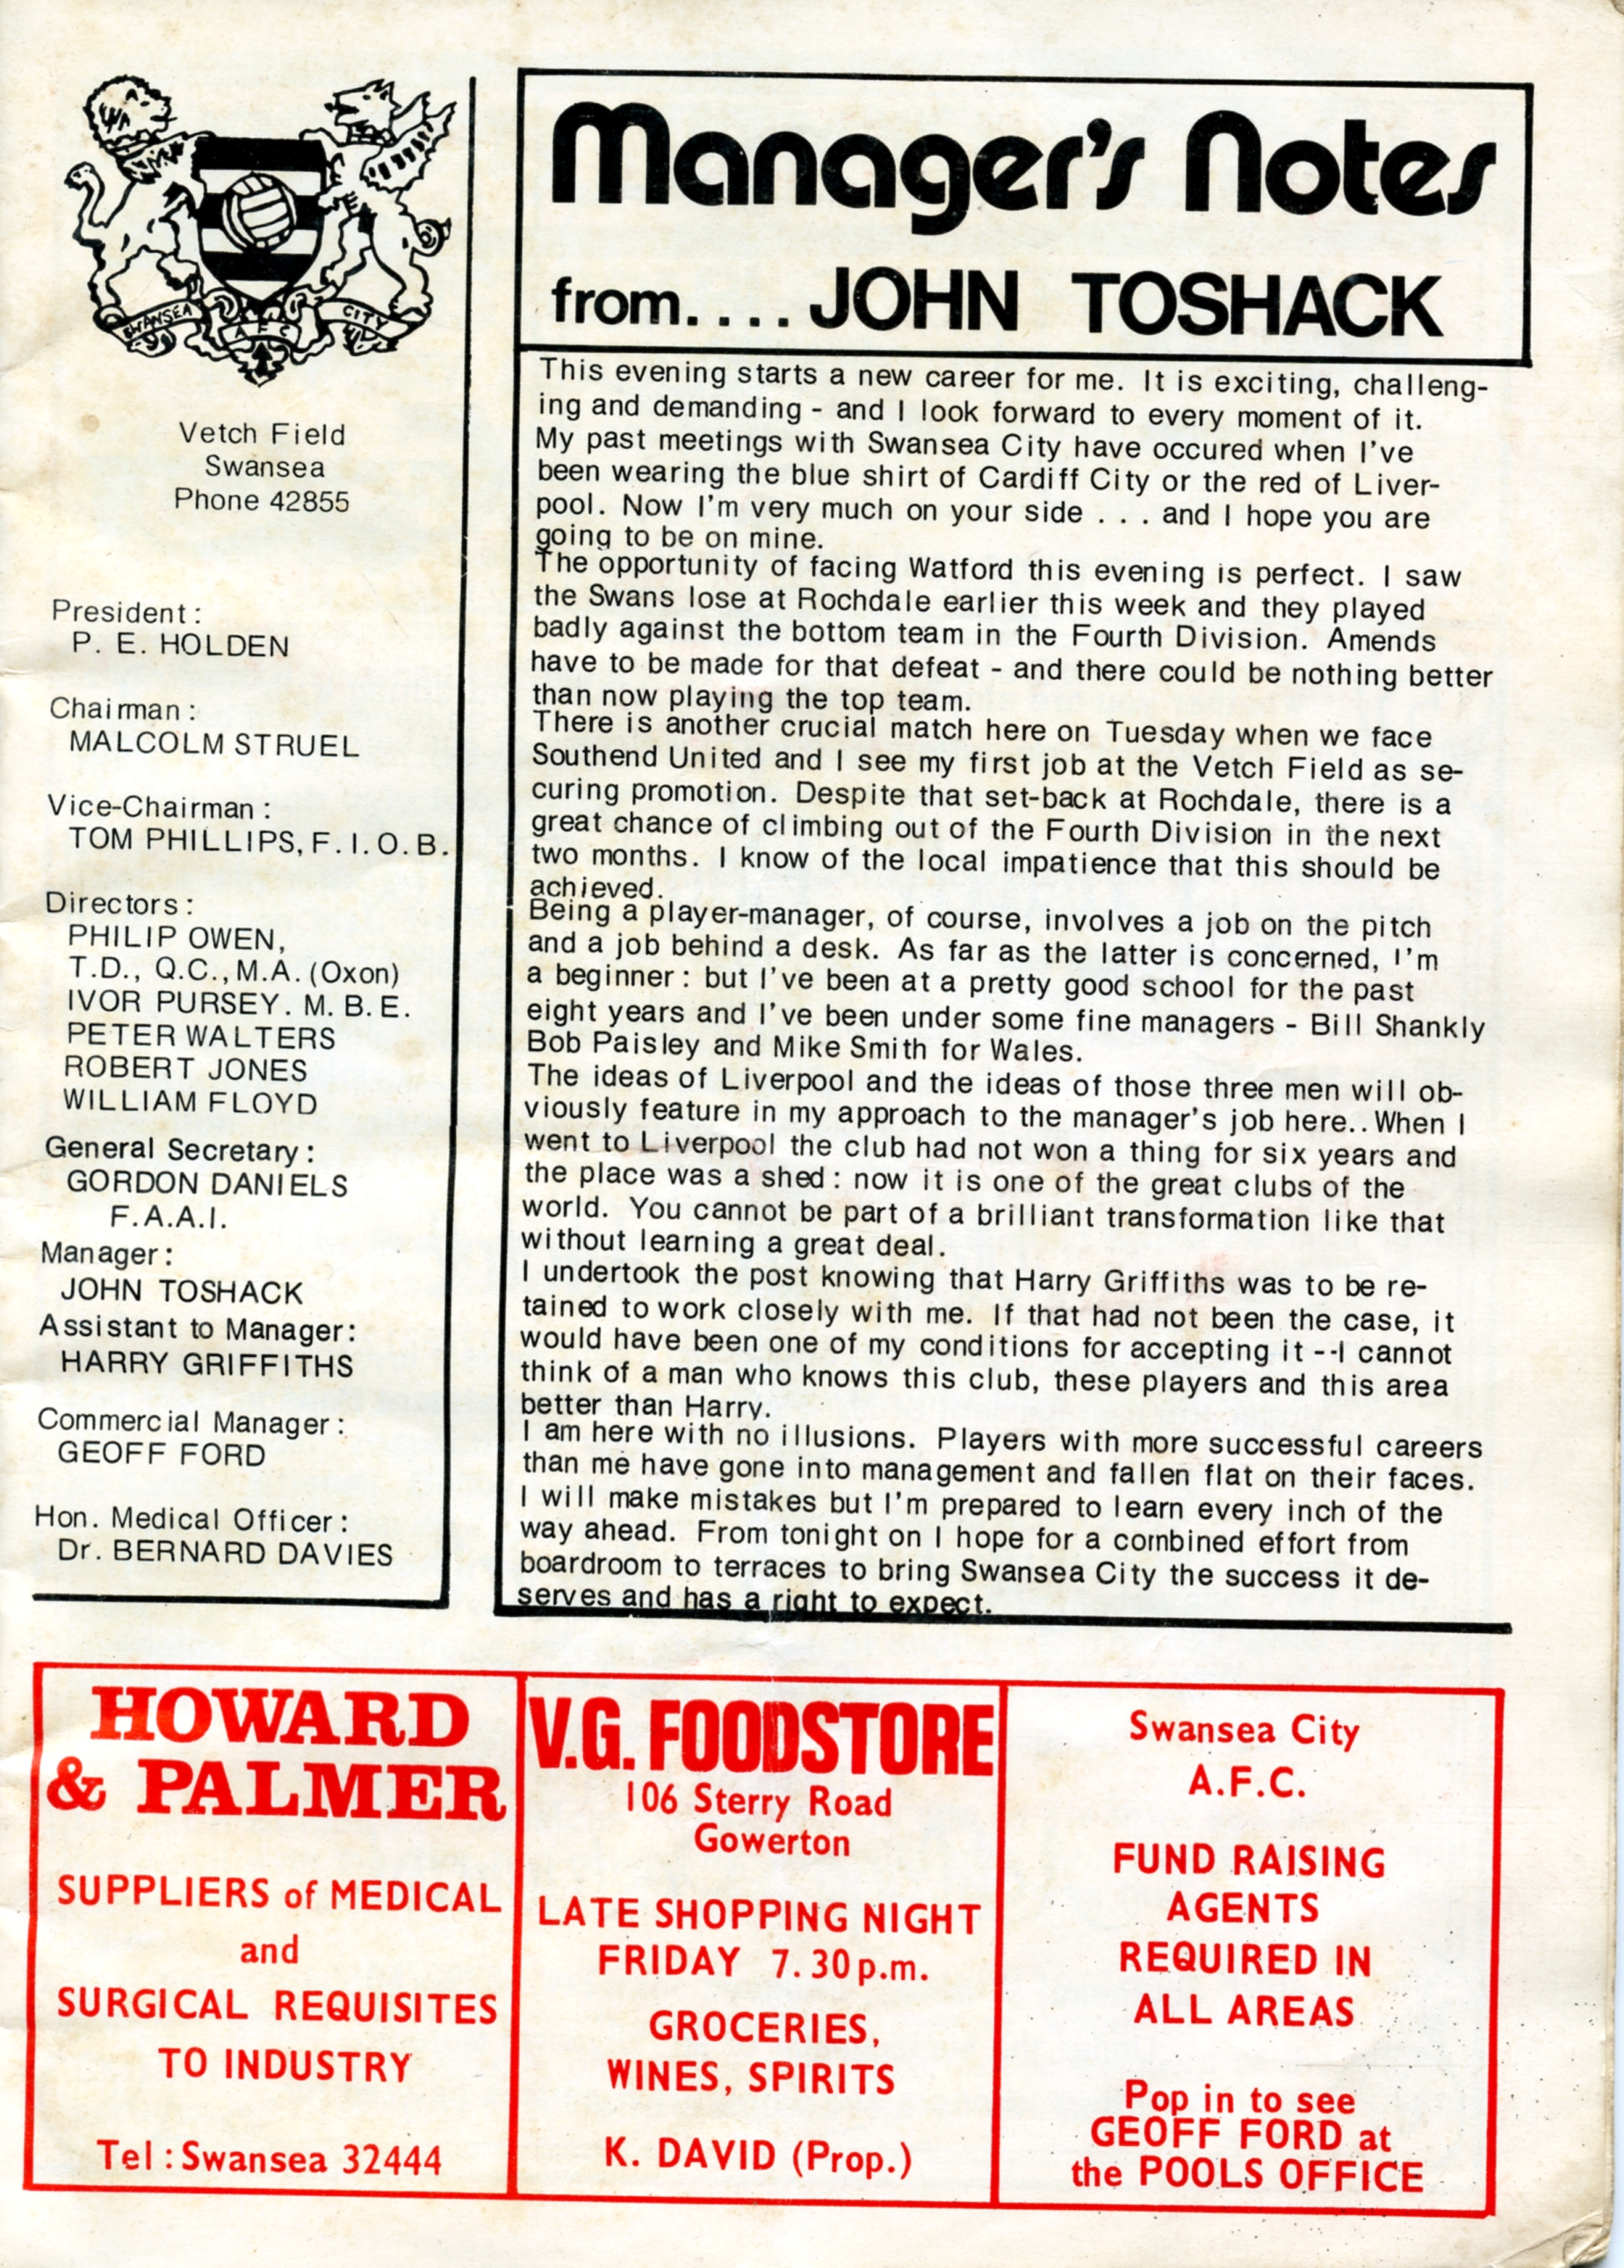 SWANSEA
A F C
CITY
Vetch Field
Swansea
Phone 42855
President :
P. E. HOLDEN
Chairman :
MALCOLM STRUEL
Vice-Chairman :
TOM PHILLIPS, F. I. O. B.
Directors :
PHILIP OWEN,
T.D., Q.C., M.A. (Oxon)
IVOR PURSEY. M. B. E.
PETER WALTERS
ROBERT JONES
WILLIAM FLOYD
General Secretary :
GORDON DANIELS
F.A.A.I.
Manager :
JOHN TOSHACK
Assistant to Manager:
HARRY GRIFFITHS
Commercial Manager :
GEOFF FORD
Hon. Medical Officer :
Dr. BERNARD DAVIES
Manager's Notes
from.... JOHN TOSHACK
This evening starts a new career for me. It is exciting, challeng-
ing and demanding - and I look forward to every moment of it.
My past meetings with Swansea City have occured when I've
been wearing the blue shirt of Cardiff City or the red of Liver-
pool. Now I'm very much on your side . . . and I hope you are
going to be on mine.
The opportunity of facing Watford this evening is perfect. I saw
the Swans lose at Rochdale earlier this week and they played
badly against the bottom team in the Fourth Division. Amends
have to be made for that defeat - and there could be nothing better
than now playing the top team.
There is another crucial match here on Tuesday when we face
Southend United and I see my first job at the Vetch Field as se-
curing promotion. Despite that set-back at Rochdale, there is a
great chance of climbing out of the Fourth Division in the next
two months. I know of the local impatience that this should be
achieved.
Being a player-manager, of course, involves a job on the pitch
and a job behind a desk. As far as the latter is concerned, I'm
a beginner : but I've been at a pretty good school for the past
eight years and I've been under some fine managers - Bill Shankly
Bob Paisley and Mike Smith for Wales.
The ideas of Liverpool and the ideas of those three men will ob-
viously feature in my approach to the manager's job here.. When I
went to Liverpool the club had not won a thing for six years and
the place was a shed : now it is one of the great clubs of the
world. You cannot be part of a brilliant transformation like that
without learning a great deal.
I undertook the post knowing that Harry Griffiths was to be re-
tained to work closely with me. If that had not been the case, it
would have been one of my conditions for accepting it --I cannot
think of a man who knows this club, these players and this area
better than Harry.
I am here with no illusions. Players with more successful careers
than me have gone into management and fallen flat on their faces.
I will make mistakes but I'm prepared to learn every inch of the
way ahead. From tonight on I hope for a combined effort from
boardroom to terraces to bring Swansea City the success it de-
serves and has a right to expect.
HOWARD
& PALMER
SUPPLIERS of MEDICAL
and
SURGICAL REQUISITES
TO INDUSTRY
Tel : Swansea 32444
V.G. FOODSTORE
106 Sterry Road
Gowerton
LATE SHOPPING NIGHT
FRIDAY 7. 30 p.m.
GROCERIES,
WINES, SPIRITS
K. DAVID (Prop.)
Swansea City
A.F.C.
FUND RAISING
AGENTS
REQUIRED IN
ALL AREAS
Pop in to see
GEOFF FORD at
the POOLS OFFICE